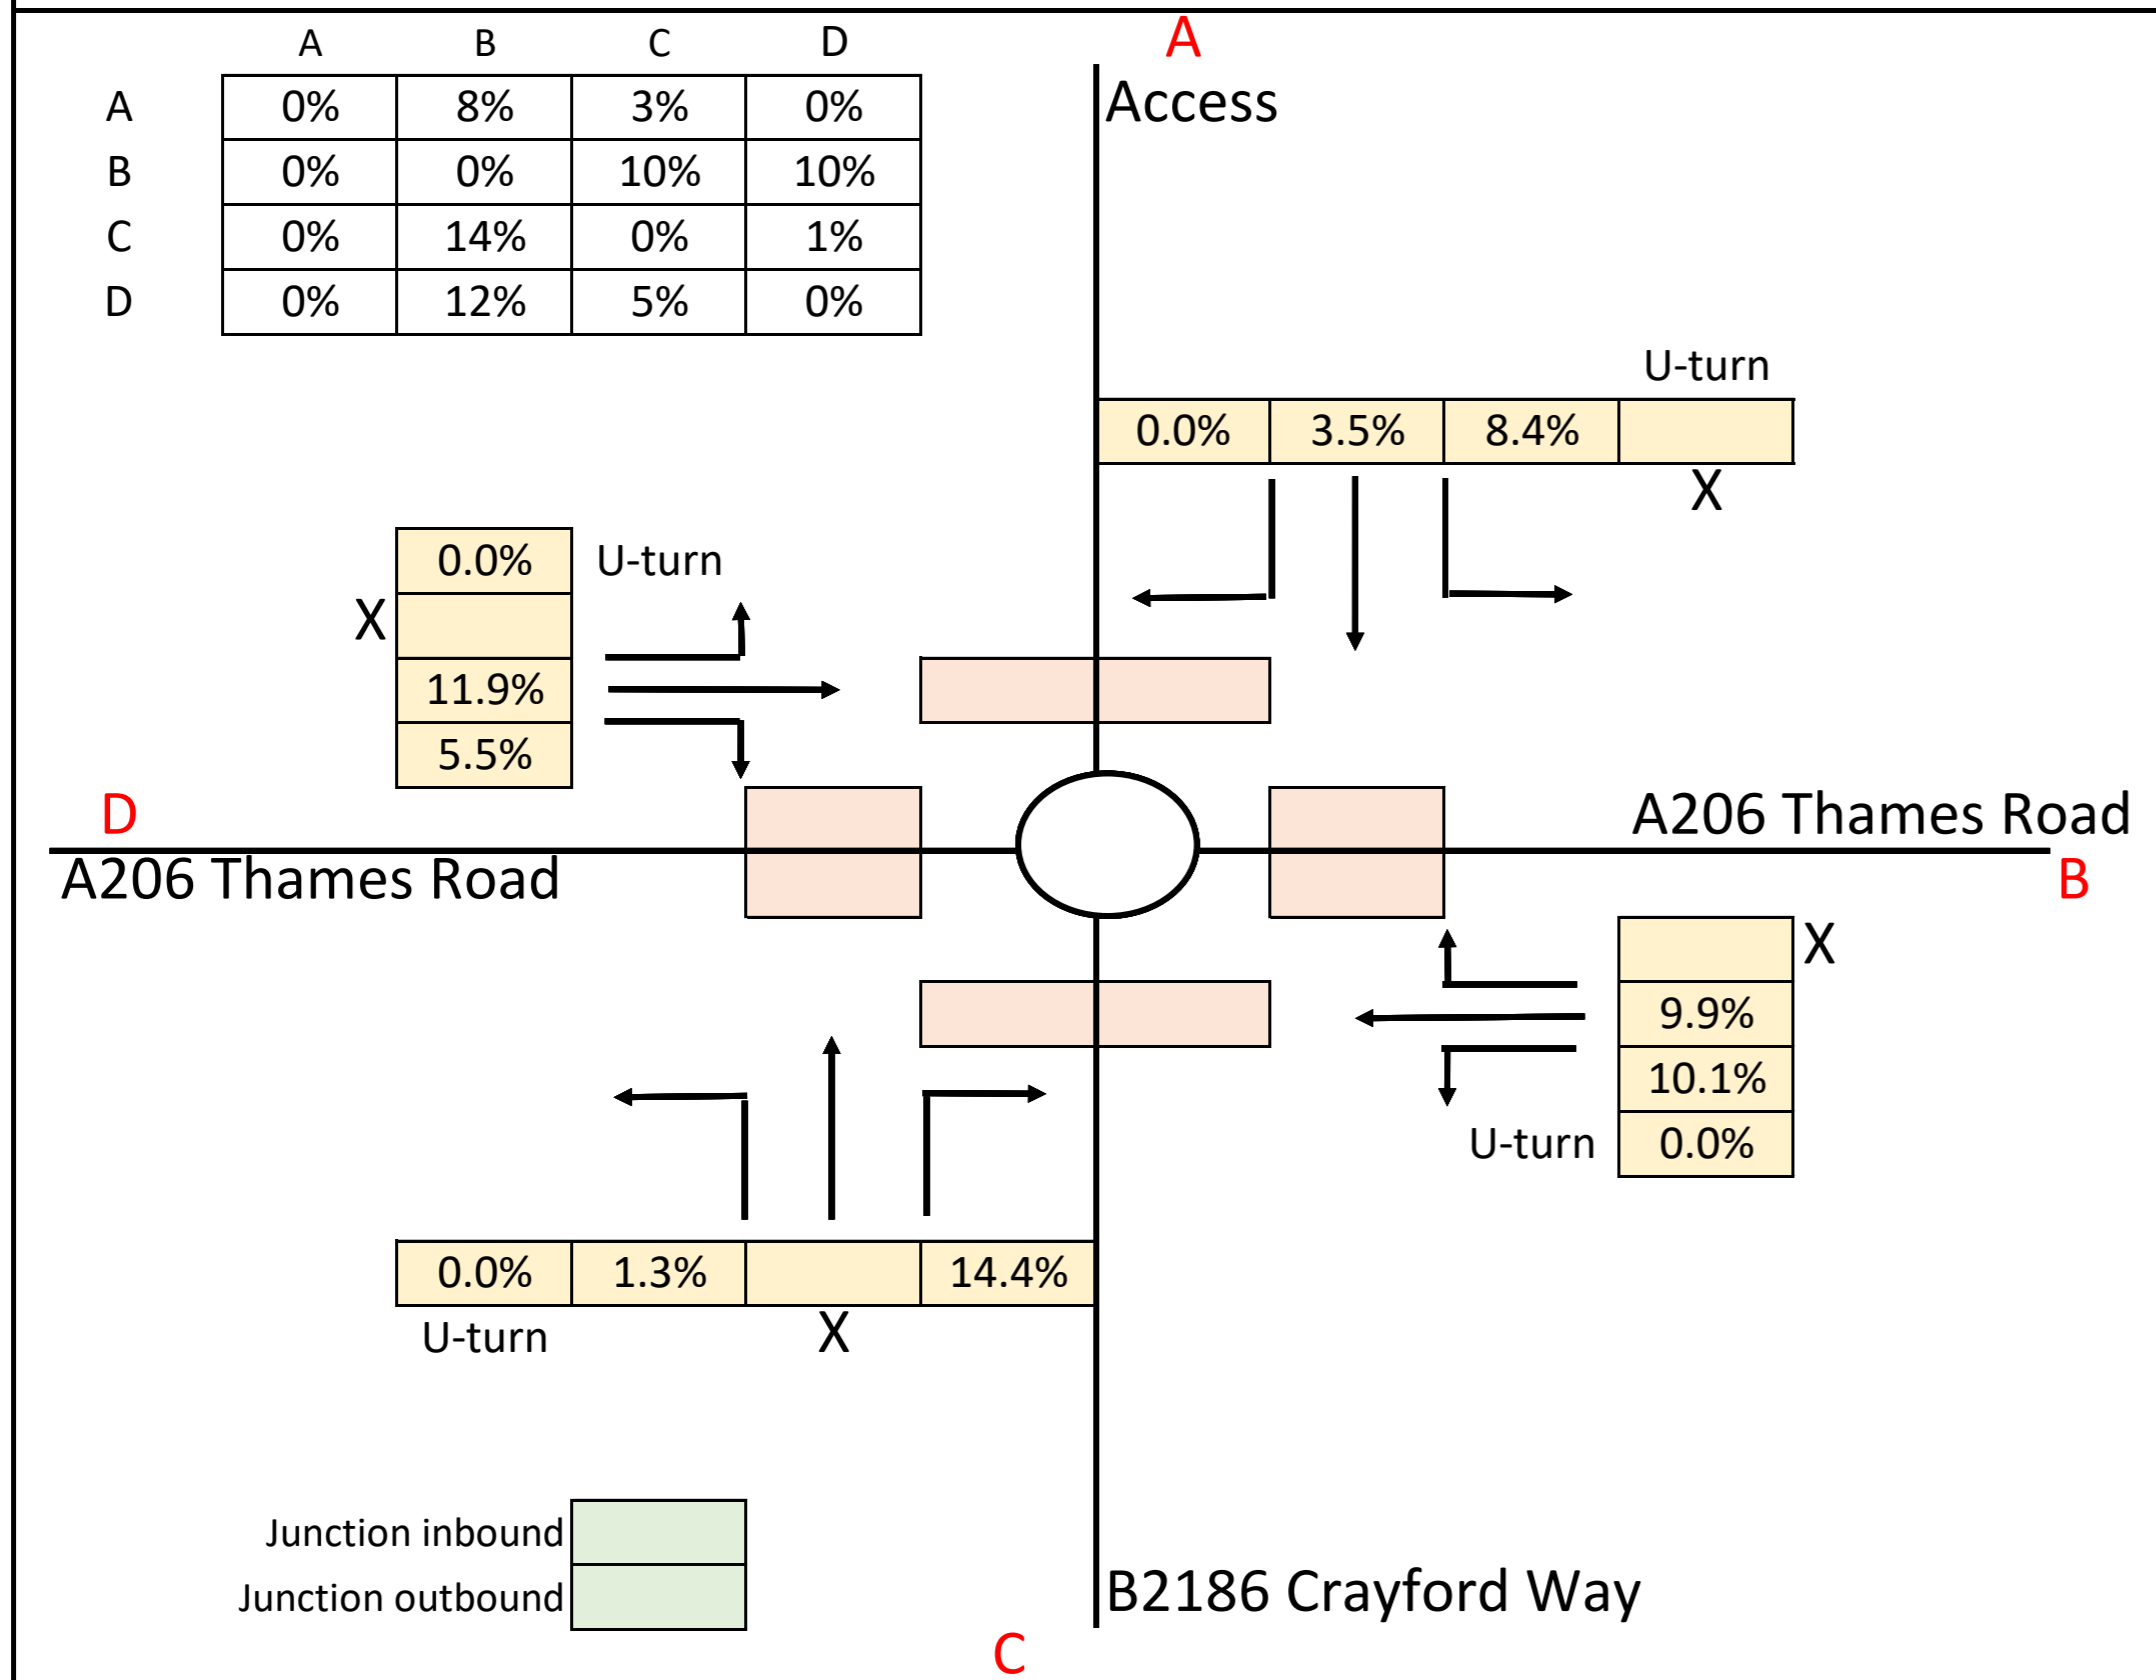 A B C D
A 0% 8% 3% 0%
B 0% 0% 10% 10%
C 0% 14% 0% 1%
D 0% 12% 5% 0%
A
Access
U-turn
0.0% 3.5% 8.4%
X
0.0% U-turn
X
11.9%
5.5%
D
A206 Thames Road
A206 Thames Road
B
X
9.9%
10.1%
U-turn 0.0%
0.0% 1.3% 14.4%
U-turn X
Junction inbound
Junction outbound
B2186 Crayford Way
C